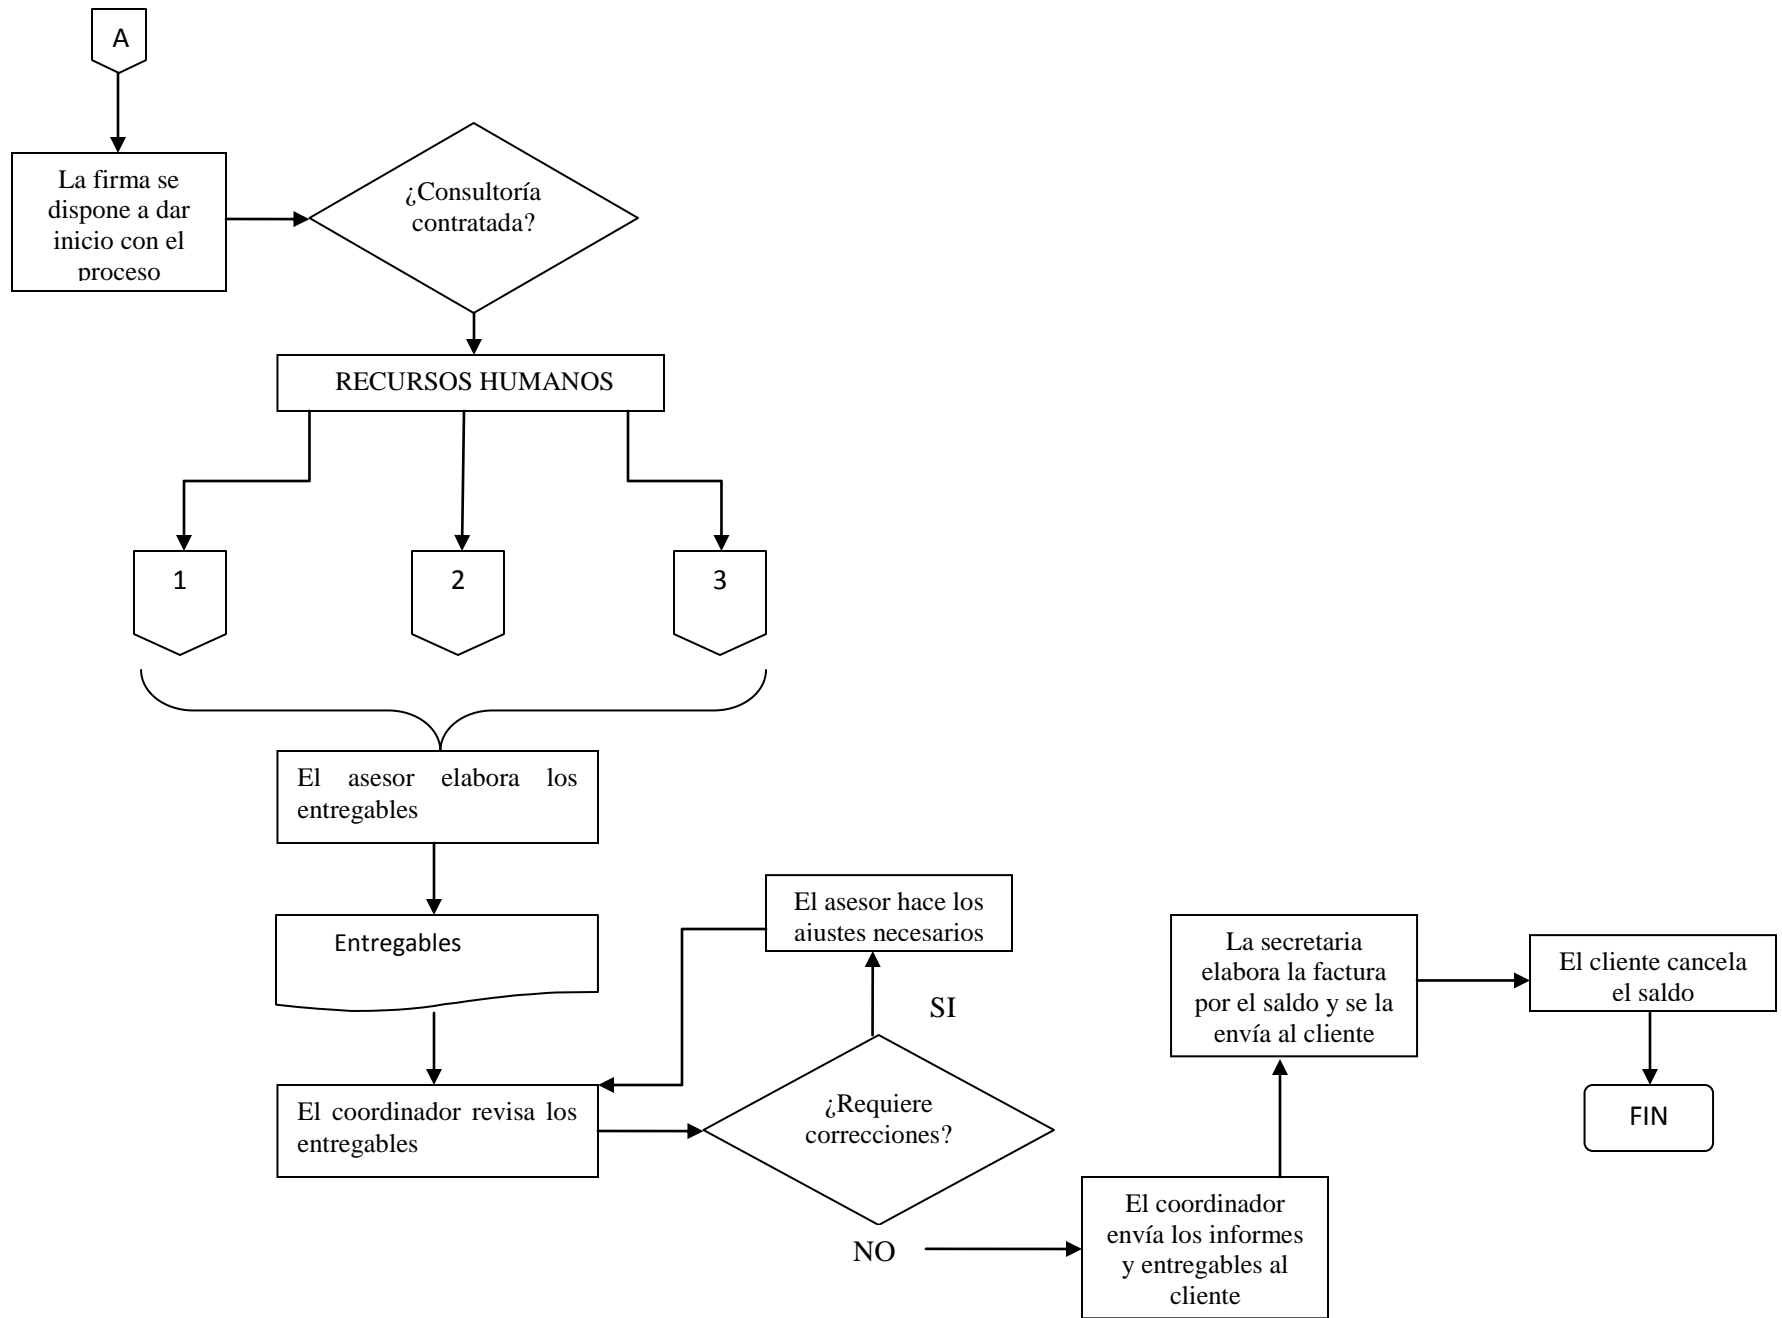 A
La firma se
dispone a dar
inicio con el
proceso
¿Consultoría
contratada?
RECURSOS HUMANOS
1
2
3
El asesor elabora los
entregables
Entregables
El coordinador revisa los
entregables
El asesor hace los
ajustes necesarios
SI
¿Requiere
correcciones?
NO
El coordinador
envía los informes
y entregables al
cliente
La secretaria
elabora la factura
por el saldo y se la
envía al cliente
El cliente cancela
el saldo
FIN